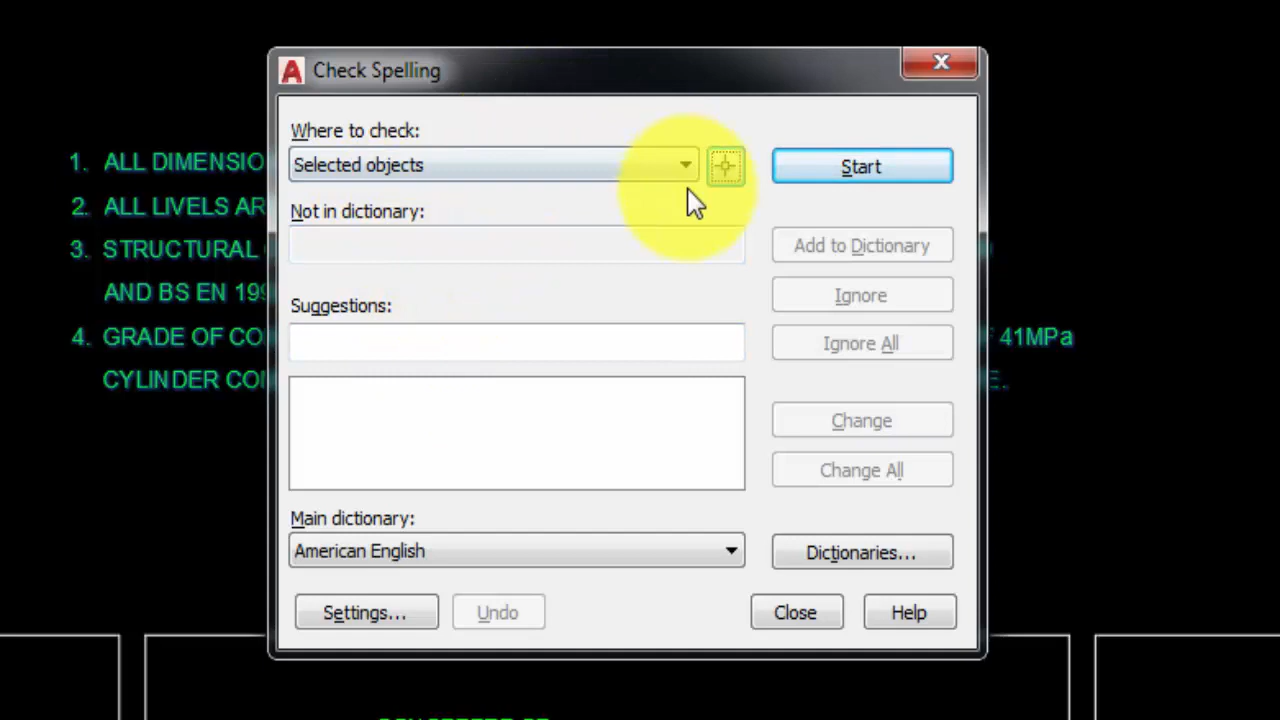 Check Spelling
Where to check:
Selected objects
Start
Not in dictionary:
Add to Dictionary
Ignore
Suggestions:
Ignore All
Change
Change All
Main dictionary:
American English
Dictionaries...
Settings...
Undo
Close
Help
1. ALL DIMENSIO
2. ALL LIVELS AR
3. STRUCTURAL
AND BS EN 199
4. GRADE OF CO
41MPa
CYLINDER CON
E.